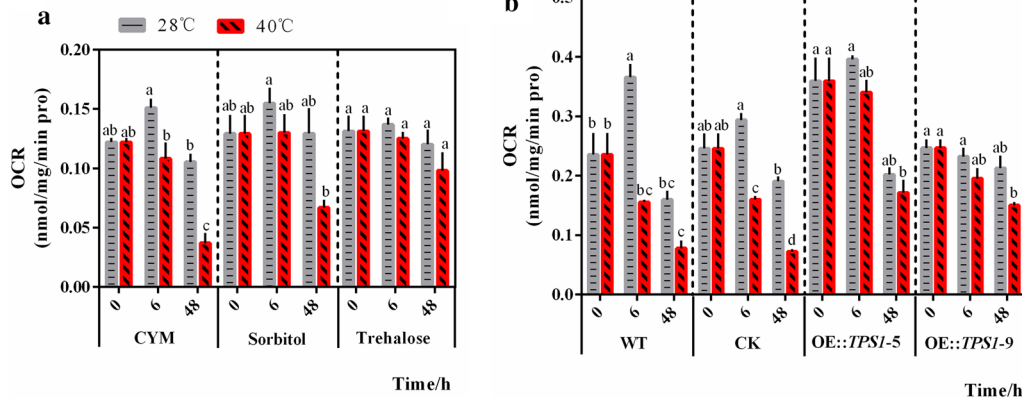 a
28℃ 40℃
OCR
(nmol/mg/min pro)
0.20
0.15
0.10
0.05
0.00
ab ab a b b c
ab ab a ab ab b
a a a a a a
0 6 48 0 6 48 0 6 48
CYM Sorbitol Trehalose
Time/h
b
OCR
(nmol/mg/min pro)
0.4
0.3
0.2
0.1
0.0
b b a bc bc c
ab ab a c b d
a a a ab ab b
a a a ab ab b
0 6 48 0 6 48 0 6 48 0 6 48
WT CK OE::TPS1-5 OE::TPS1-9
Time/h